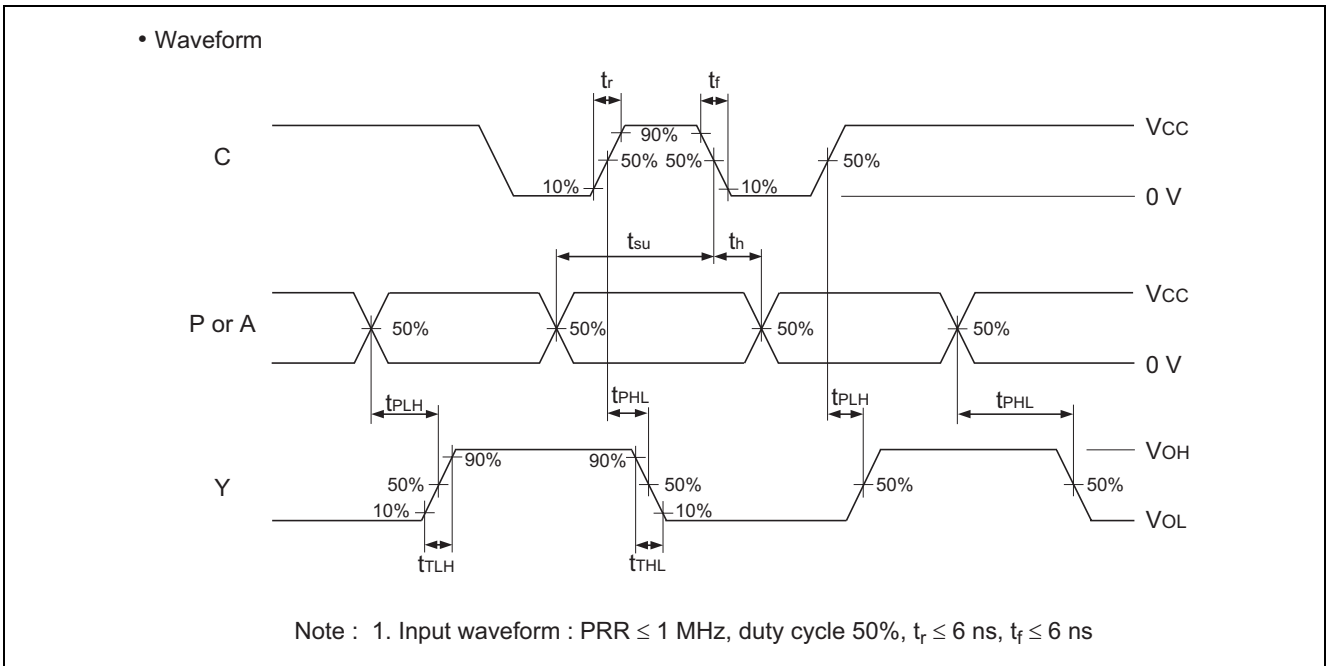 • Waveform
tr tf
C 90% VCC
50% 50% 50%
10% 10% 0 V
tsu th
VCC
P or A 50% 50% 50% 50%
0 V
tPLH tPHL tPLH tPHL
90% 90% VOH
Y 50% 50% 50% 50%
10% 10% VOL
tTLH tTHL
Note : 1. Input waveform : PRR ≤ 1 MHz, duty cycle 50%, tr ≤ 6 ns, tf ≤ 6 ns